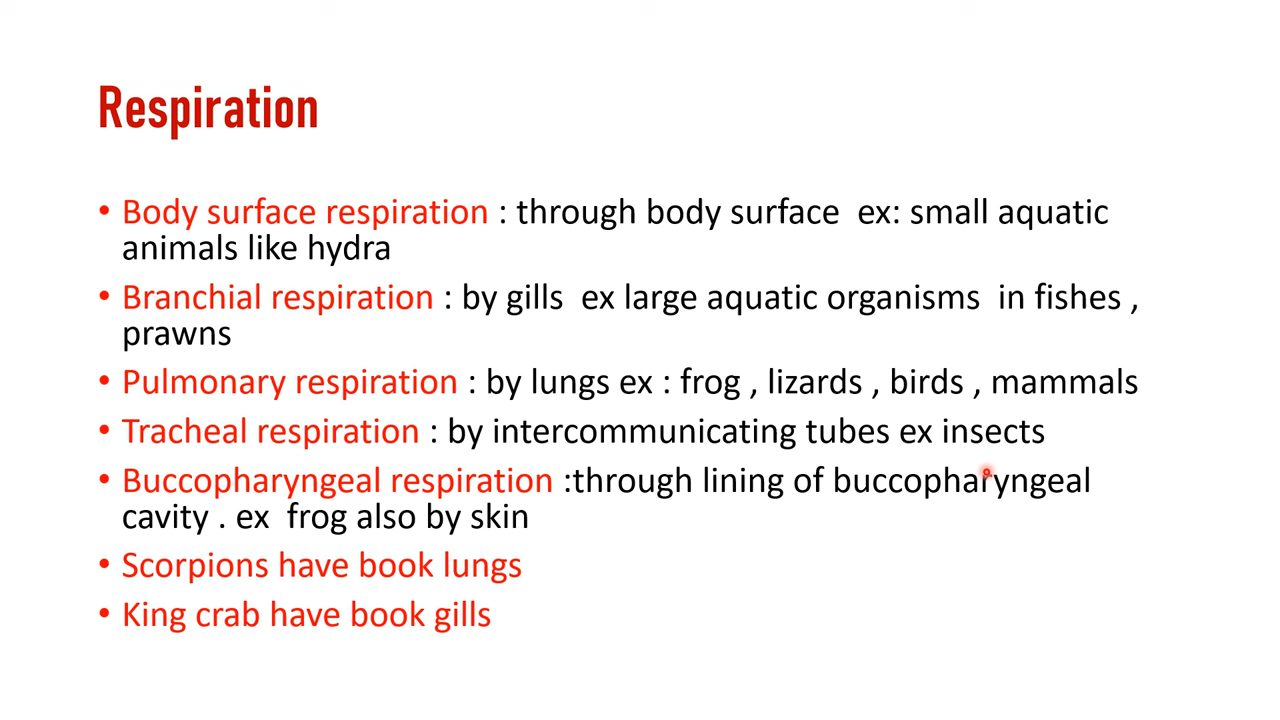 Respiration
• Body surface respiration : through body surface ex: small aquatic
animals like hydra
• Branchial respiration : by gills ex large aquatic organisms in fishes ,
prawns
• Pulmonary respiration : by lungs ex : frog , lizards , birds , mammals
• Tracheal respiration : by intercommunicating tubes ex insects
• Buccopharyngeal respiration :through lining of buccopharyngeal
cavity . ex frog also by skin
• Scorpions have book lungs
• King crab have book gills